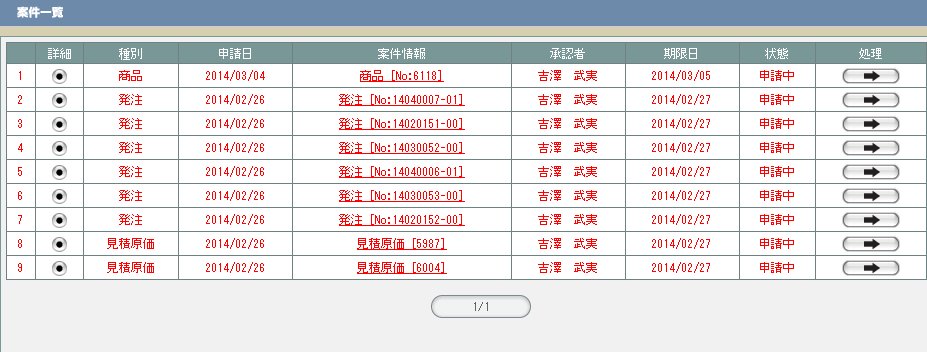 案件一覧
詳細 種別 申請日 案件情報 承認者 期限日 状態 処理
1 商品 2014/03/04 商品 [No:6118] 吉澤 武実 2014/03/05 申請中
2 発注 2014/02/26 発注 [No:14040007-01] 吉澤 武実 2014/02/27 申請中
3 発注 2014/02/26 発注 [No:14020151-00] 吉澤 武実 2014/02/27 申請中
4 発注 2014/02/26 発注 [No:14030052-00] 吉澤 武実 2014/02/27 申請中
5 発注 2014/02/26 発注 [No:14040006-01] 吉澤 武実 2014/02/27 申請中
6 発注 2014/02/26 発注 [No:14030053-00] 吉澤 武実 2014/02/27 申請中
7 発注 2014/02/26 発注 [No:14020152-00] 吉澤 武実 2014/02/27 申請中
8 見積原価 2014/02/26 見積原価 [5987] 吉澤 武実 2014/02/27 申請中
9 見積原価 2014/02/26 見積原価 [6004] 吉澤 武実 2014/02/27 申請中
1/1